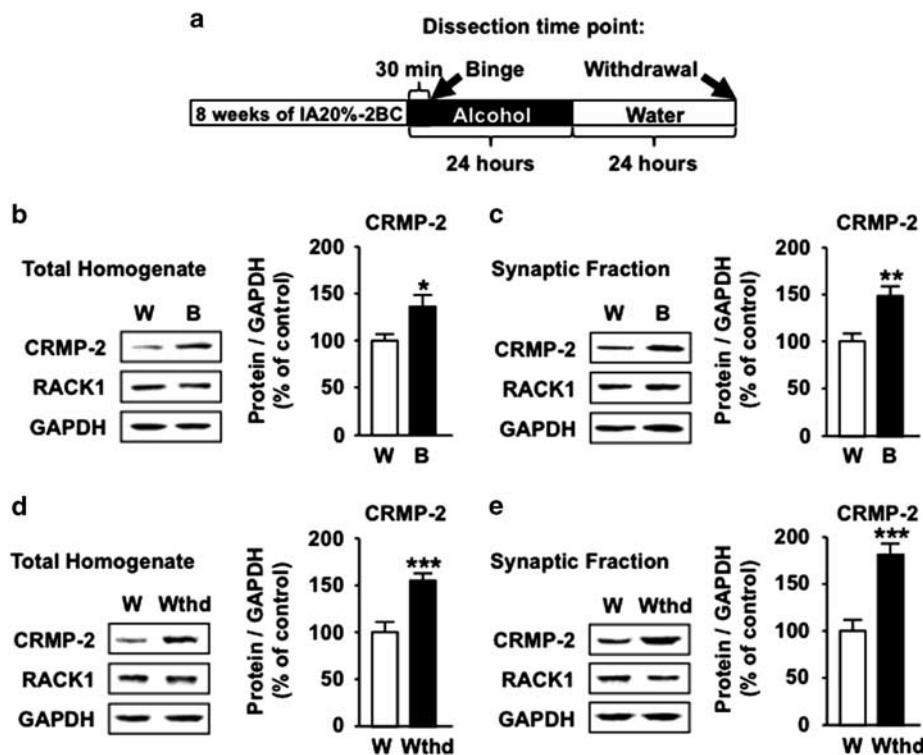 a
Dissection time point:
30 min Binge Withdrawal
8 weeks of IA20%-2BC Alcohol Water
24 hours 24 hours
b
Total Homogenate
W B
CRMP-2
RACK1
GAPDH
CRMP-2
Protein / GAPDH
(% of control)
200
150
100
50
0
*
W B
c
Synaptic Fraction
W B
CRMP-2
RACK1
GAPDH
CRMP-2
Protein / GAPDH
(% of control)
200
150
100
50
0
**
W B
d
Total Homogenate
W Wthd
CRMP-2
RACK1
GAPDH
CRMP-2
Protein / GAPDH
(% of control)
200
150
100
50
0
***
W Wthd
e
Synaptic Fraction
W Wthd
CRMP-2
RACK1
GAPDH
CRMP-2
Protein / GAPDH
(% of control)
200
150
100
50
0
***
W Wthd